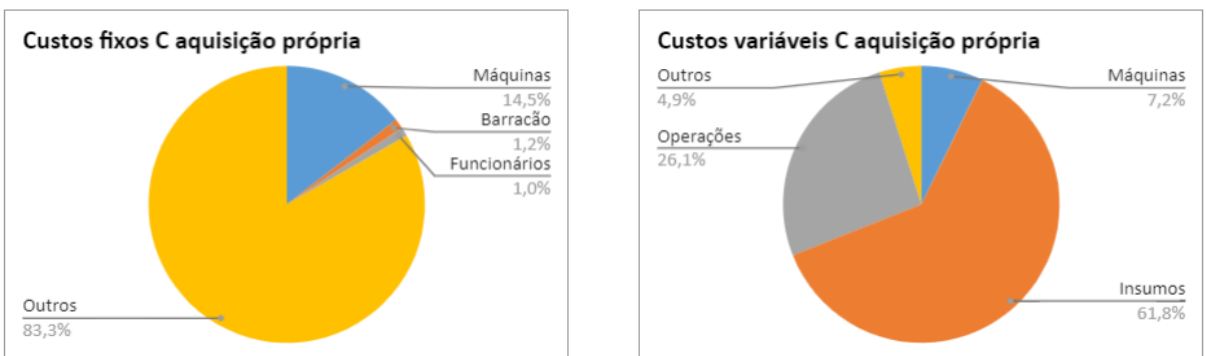 Custos fixos C aquisição própria
Máquinas
14,5%
Barracão
1,2%
Funcionários
1,0%
Outros
83,3%
Custos variáveis C aquisição própria
Outros
4,9%
Máquinas
7,2%
Operações
26,1%
Insumos
61,8%